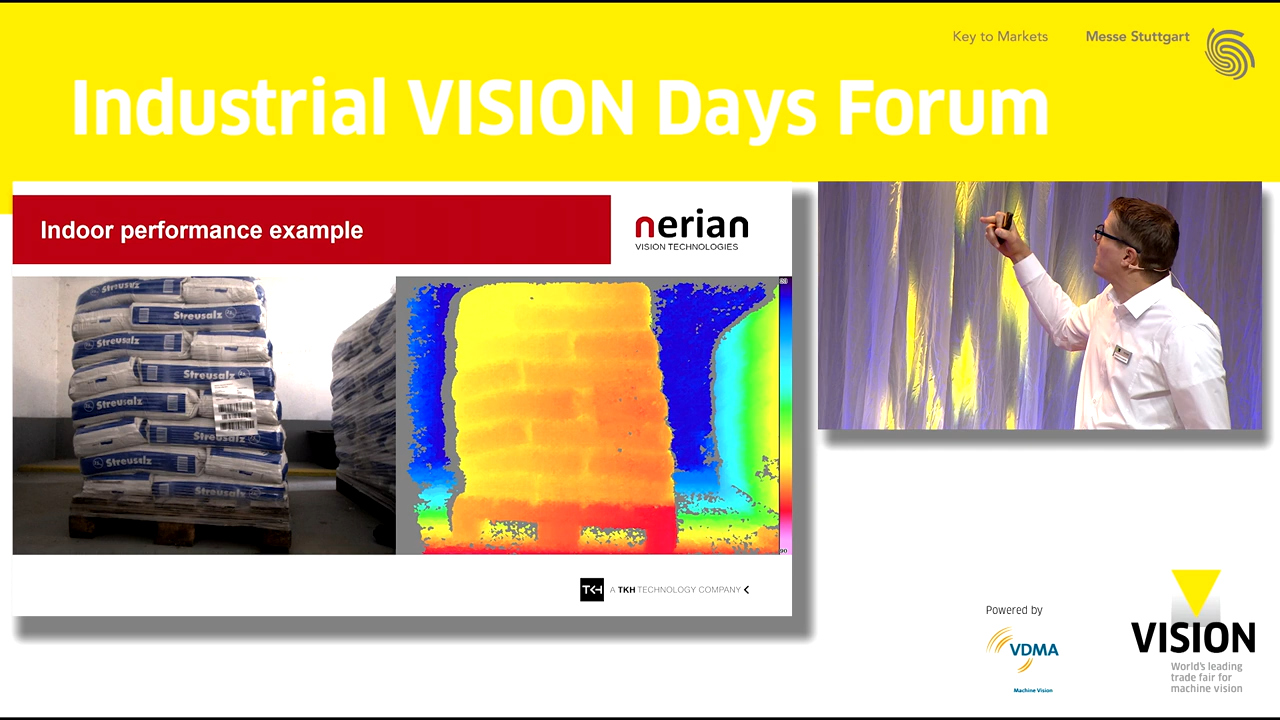 Key to Markets
Messe Stuttgart
Industrial VISION Days Forum
Indoor performance example
nerian
VISION TECHNOLOGIES
Streusalz
Streusalz
Streusalz
Streusalz
Streusalz
Streusalz
Streusalz
TKH A TKH TECHNOLOGY COMPANY
Powered by
VDMA
Machine Vision
VISION
World's leading
trade fair for
machine vision